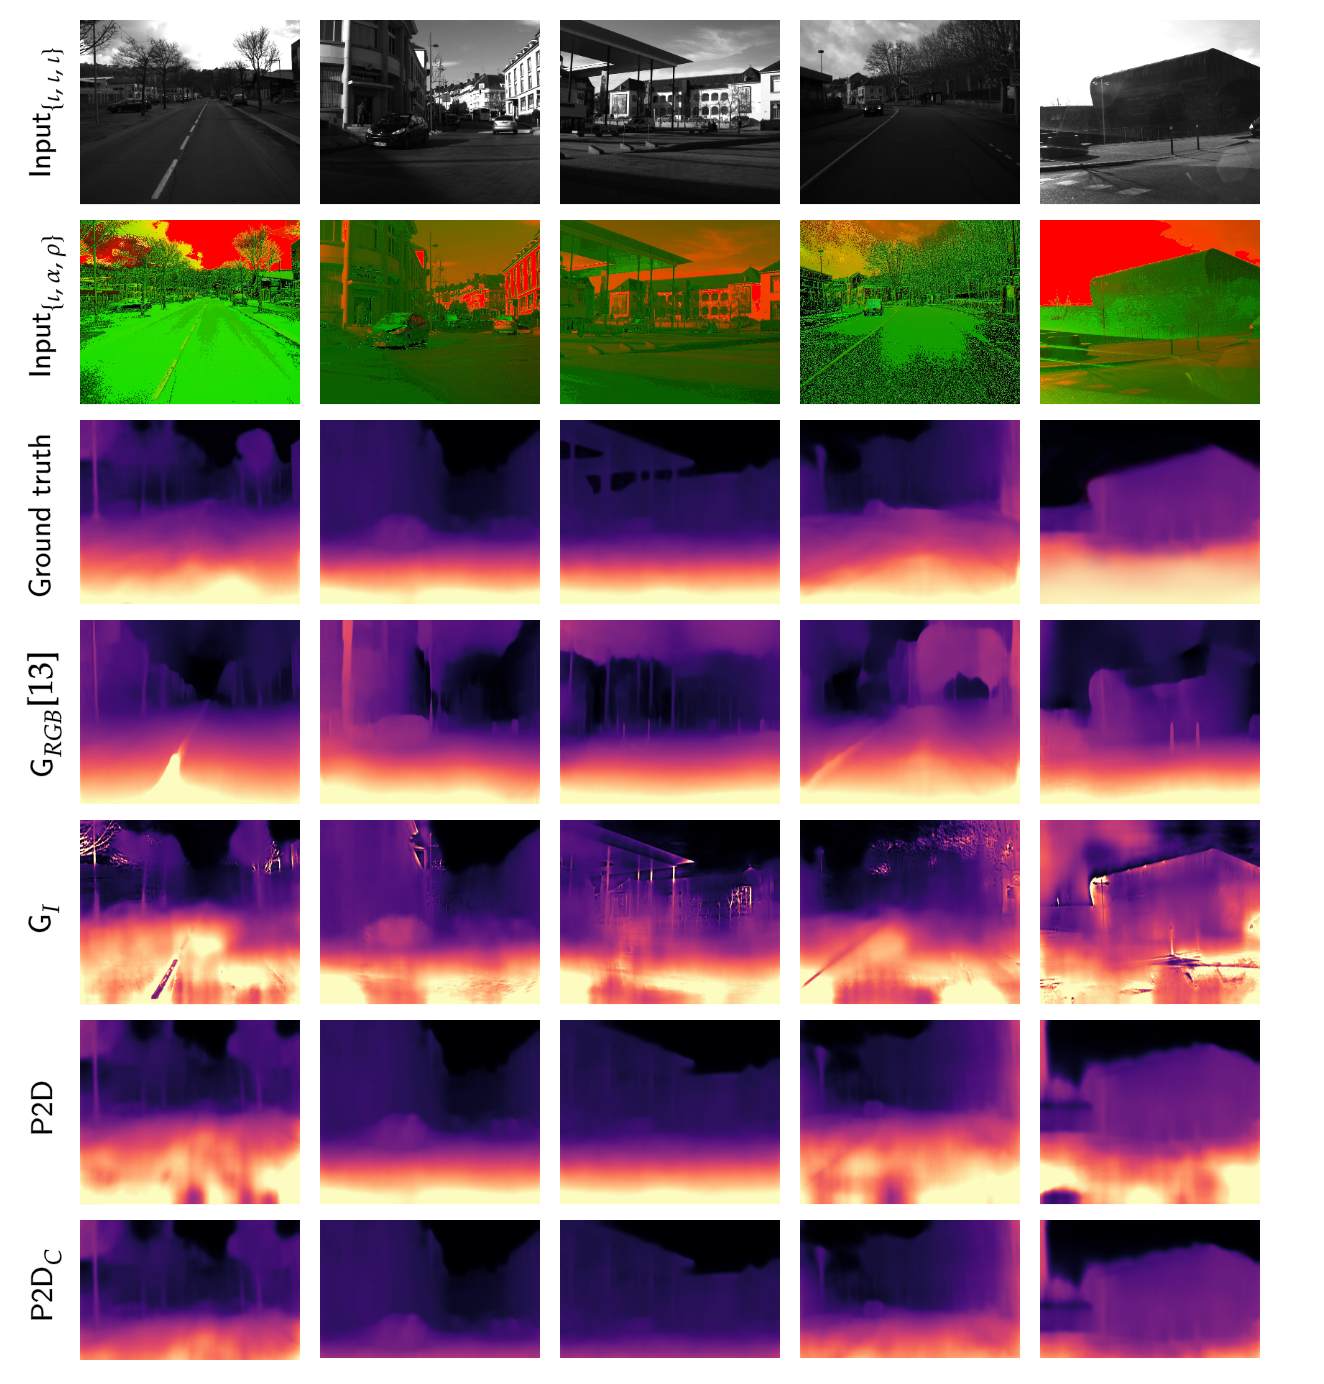 Input{ι, ι, ι}
Input{ι, α, ρ}
Ground truth
G_RGB[13]
G_I
P2D
P2D_C